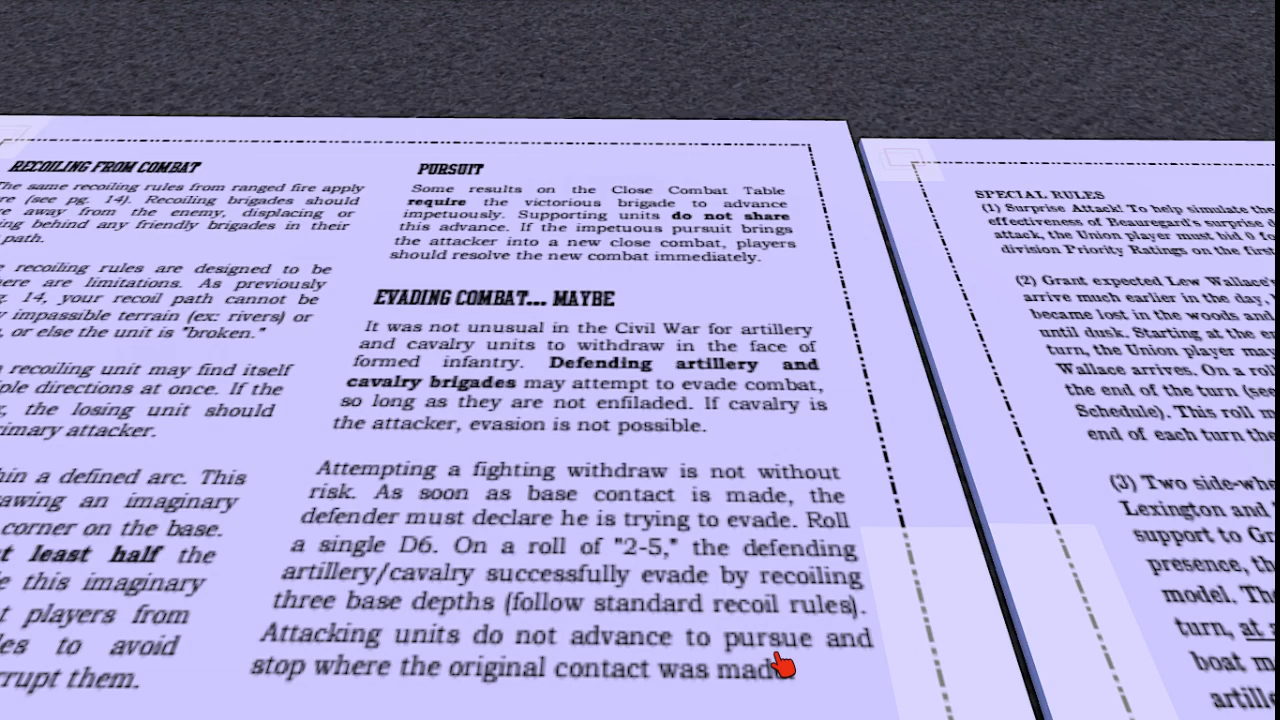 RECOILING FROM COMBAT
The same recoiling rules from ranged fire apply
(see pg. 14). Recoiling brigades should
away from the enemy, displacing or
behind any friendly brigades in their
path.
recoiling rules are designed to be
are limitations. As previously
14, your recoil path cannot be
impassible terrain (ex: rivers) or
, or else the unit is "broken."
recoiling unit may find itself
directions at once. If the
, the losing unit should
attacker.
a defined arc. This
an imaginary
corner on the base.
least half the
this imaginary
players from
to avoid
them.
PURSUIT
Some results on the Close Combat Table
require the victorious brigade to advance
impetuously. Supporting units do not share
this advance. If the impetuous pursuit brings
the attacker into a new close combat, players
should resolve the new combat immediately.
EVADING COMBAT... MAYBE
It was not unusual in the Civil War for artillery
and cavalry units to withdraw in the face of
formed infantry. Defending artillery and
cavalry brigades may attempt to evade combat,
so long as they are not enfiladed. If cavalry is
the attacker, evasion is not possible.
Attempting a fighting withdraw is not without
risk. As soon as base contact is made, the
defender must declare he is trying to evade. Roll
a single D6. On a roll of "2-5," the defending
artillery/cavalry successfully evade by recoiling
three base depths (follow standard recoil rules).
Attacking units do not advance to pursue and
stop where the original contact was
SPECIAL RULES
(1) Surprise Attack! To help simulate the
effectiveness of Beauregard's surprise
attack, the Union player must bid 0
division Priority Ratings on the first
(2) Grant expected Lew Wallace's
arrive much earlier in the day.
became lost in the woods and
until dusk. Starting at the
turn, the Union player may
Wallace arrives. On a
the end of the turn (see
Schedule). This roll
end of each turn the
(3) Two
Lexington and
support to
presence,
model.
turn,
boat